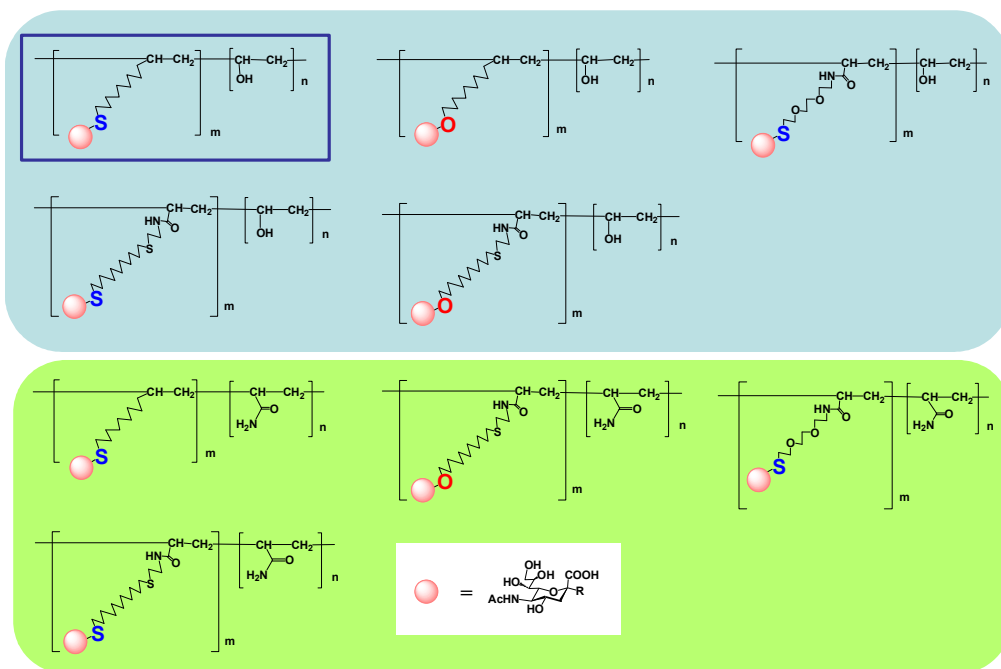 CH—CH₂ CH—CH₂
OH n
S m
CH—CH₂ CH—CH₂
OH n
O m
CH—CH₂ CH—CH₂
HN O OH n
O
O
S m
CH—CH₂ CH—CH₂
HN O OH n
S
S m
CH—CH₂ CH—CH₂
HN O OH n
S
O m
CH—CH₂ CH—CH₂
O
H₂N n
S m
CH—CH₂ CH—CH₂
HN O O
H₂N n
S
O m
CH—CH₂ CH—CH₂
HN O O
H₂N n
O
O
S m
CH—CH₂ CH—CH₂
HN O O
H₂N n
S
S m
=
OH
HO OH COOH
O R
AcHN
HO